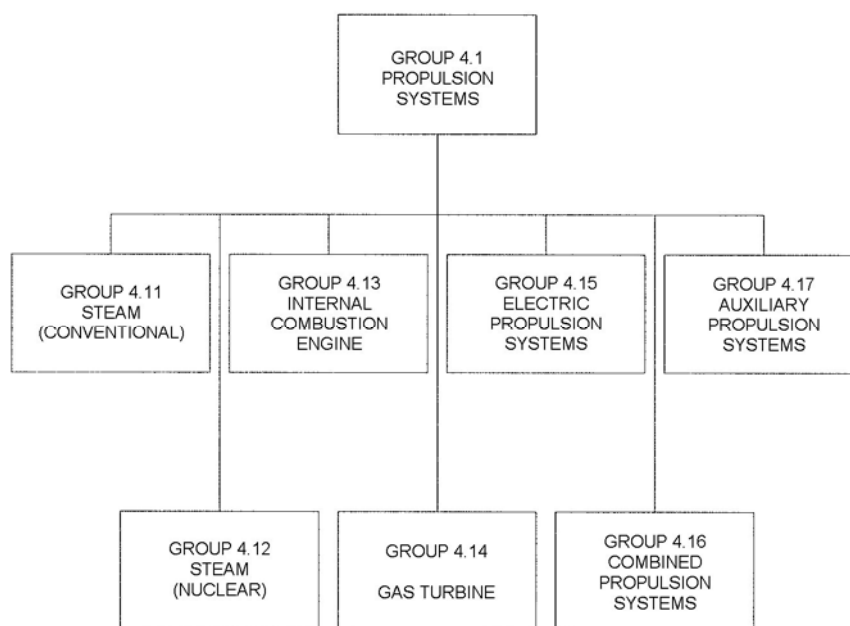 GROUP 4.1
PROPULSION
SYSTEMS
GROUP 4.11
STEAM
(CONVENTIONAL)
GROUP 4.13
INTERNAL
COMBUSTION
ENGINE
GROUP 4.15
ELECTRIC
PROPULSION
SYSTEMS
GROUP 4.17
AUXILIARY
PROPULSION
SYSTEMS
GROUP 4.12
STEAM
(NUCLEAR)
GROUP 4.14
GAS TURBINE
GROUP 4.16
COMBINED
PROPULSION
SYSTEMS